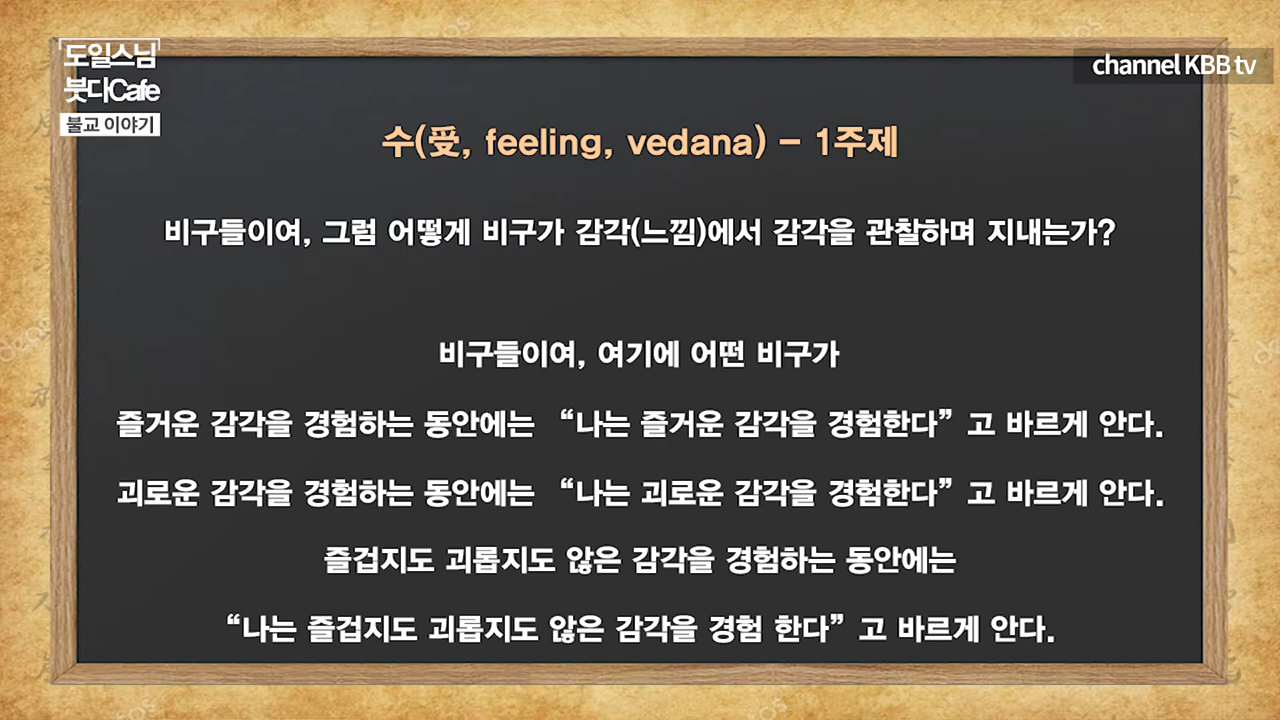 도일스님
붓다Cafe
불교 이야기
channel KBB tv
수(受, feeling, vedana) - 1주제
비구들이여, 그럼 어떻게 비구가 감각(느낌)에서 감각을 관찰하며 지내는가?
비구들이여, 여기에 어떤 비구가
즐거운 감각을 경험하는 동안에는 “나는 즐거운 감각을 경험한다”고 바르게 안다.
괴로운 감각을 경험하는 동안에는 “나는 괴로운 감각을 경험한다”고 바르게 안다.
즐겁지도 괴롭지도 않은 감각을 경험하는 동안에는
“나는 즐겁지도 괴롭지도 않은 감각을 경험 한다”고 바르게 안다.